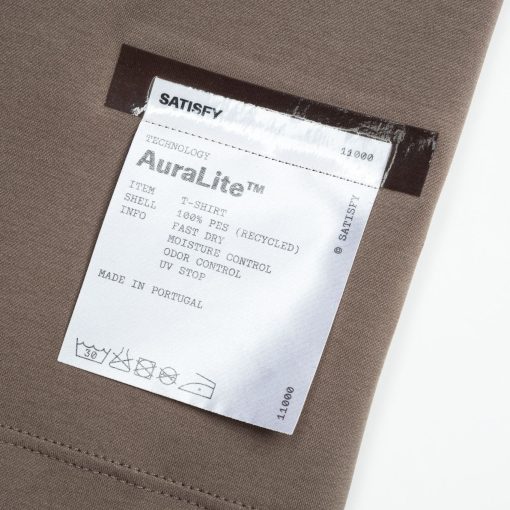 SATISFY
11000
TECHNOLOGY
AuraLite™
ITEM T-SHIRT
SHELL 100% PES (RECYCLED)
INFO FAST DRY
MOISTURE CONTROL
ODOR CONTROL
UV STOP
MADE IN PORTUGAL
© SATISFY
30
11000